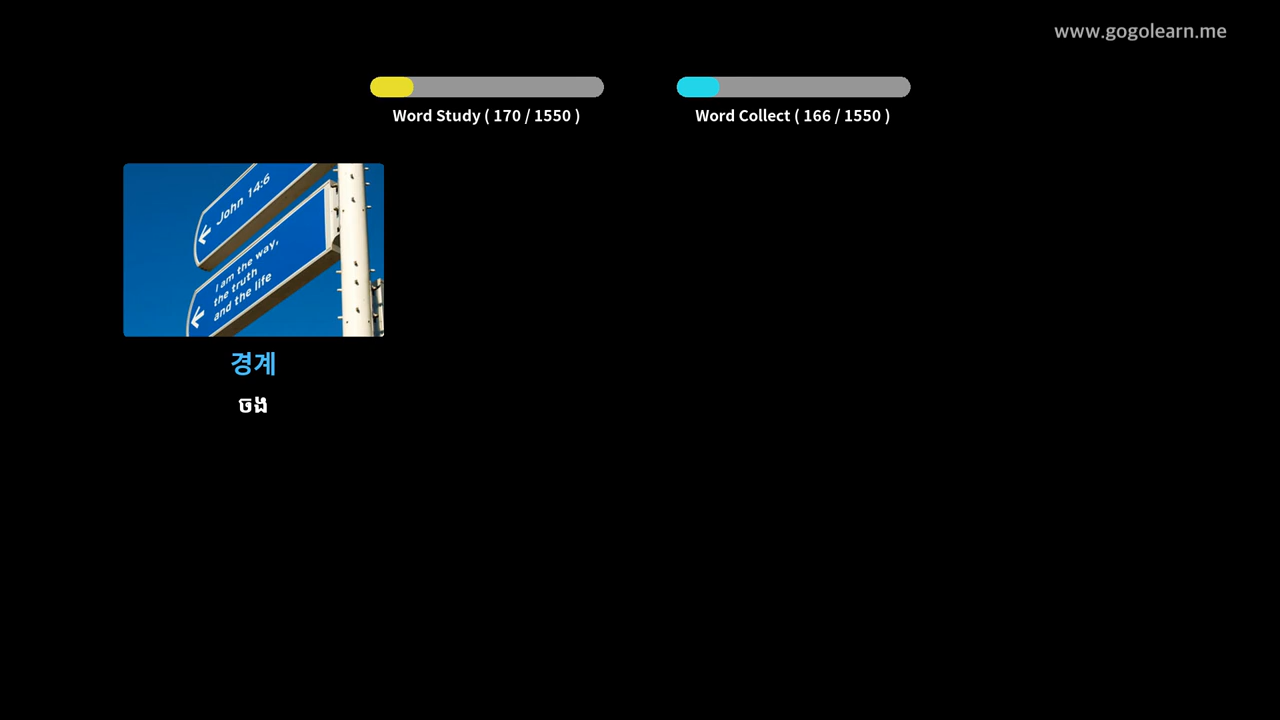 www.gogolearn.me
Word Study ( 170 / 1550 )
Word Collect ( 166 / 1550 )
John 14:6
I am the way,
the truth
and the life
경계
ចង